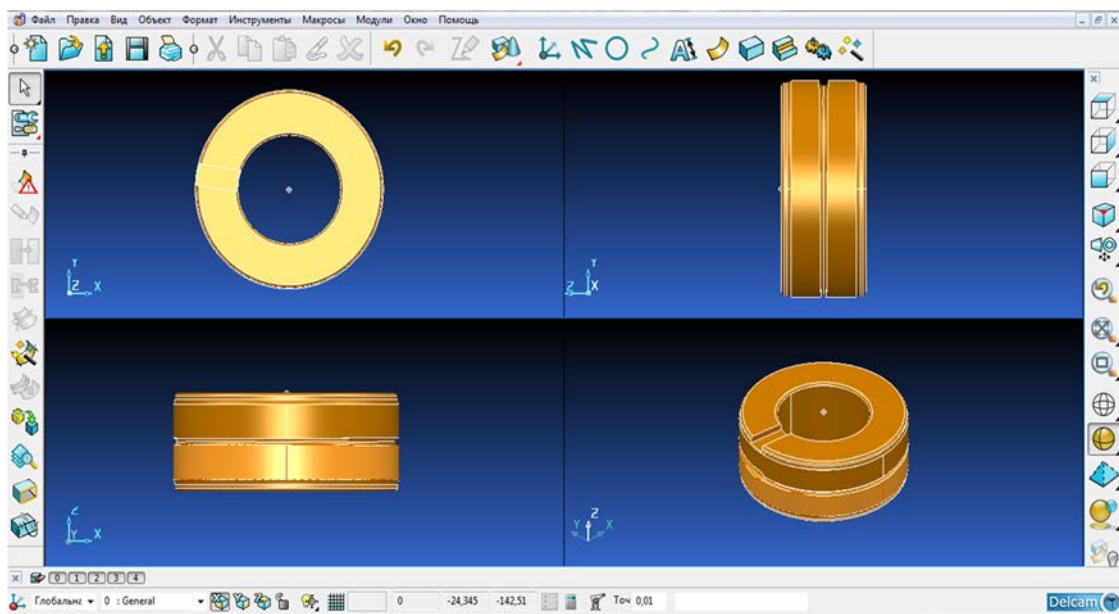 Файл Правка Вид Объект Формат Инструменты Макросы Модули Окно Помощь
Y
Z X
Y
Z X
Z
Y X
Z
Y X
0 1 2 3 4
Глобальна 0 : General 0 -24,345 -142,51 Точ 0,01 Delcam